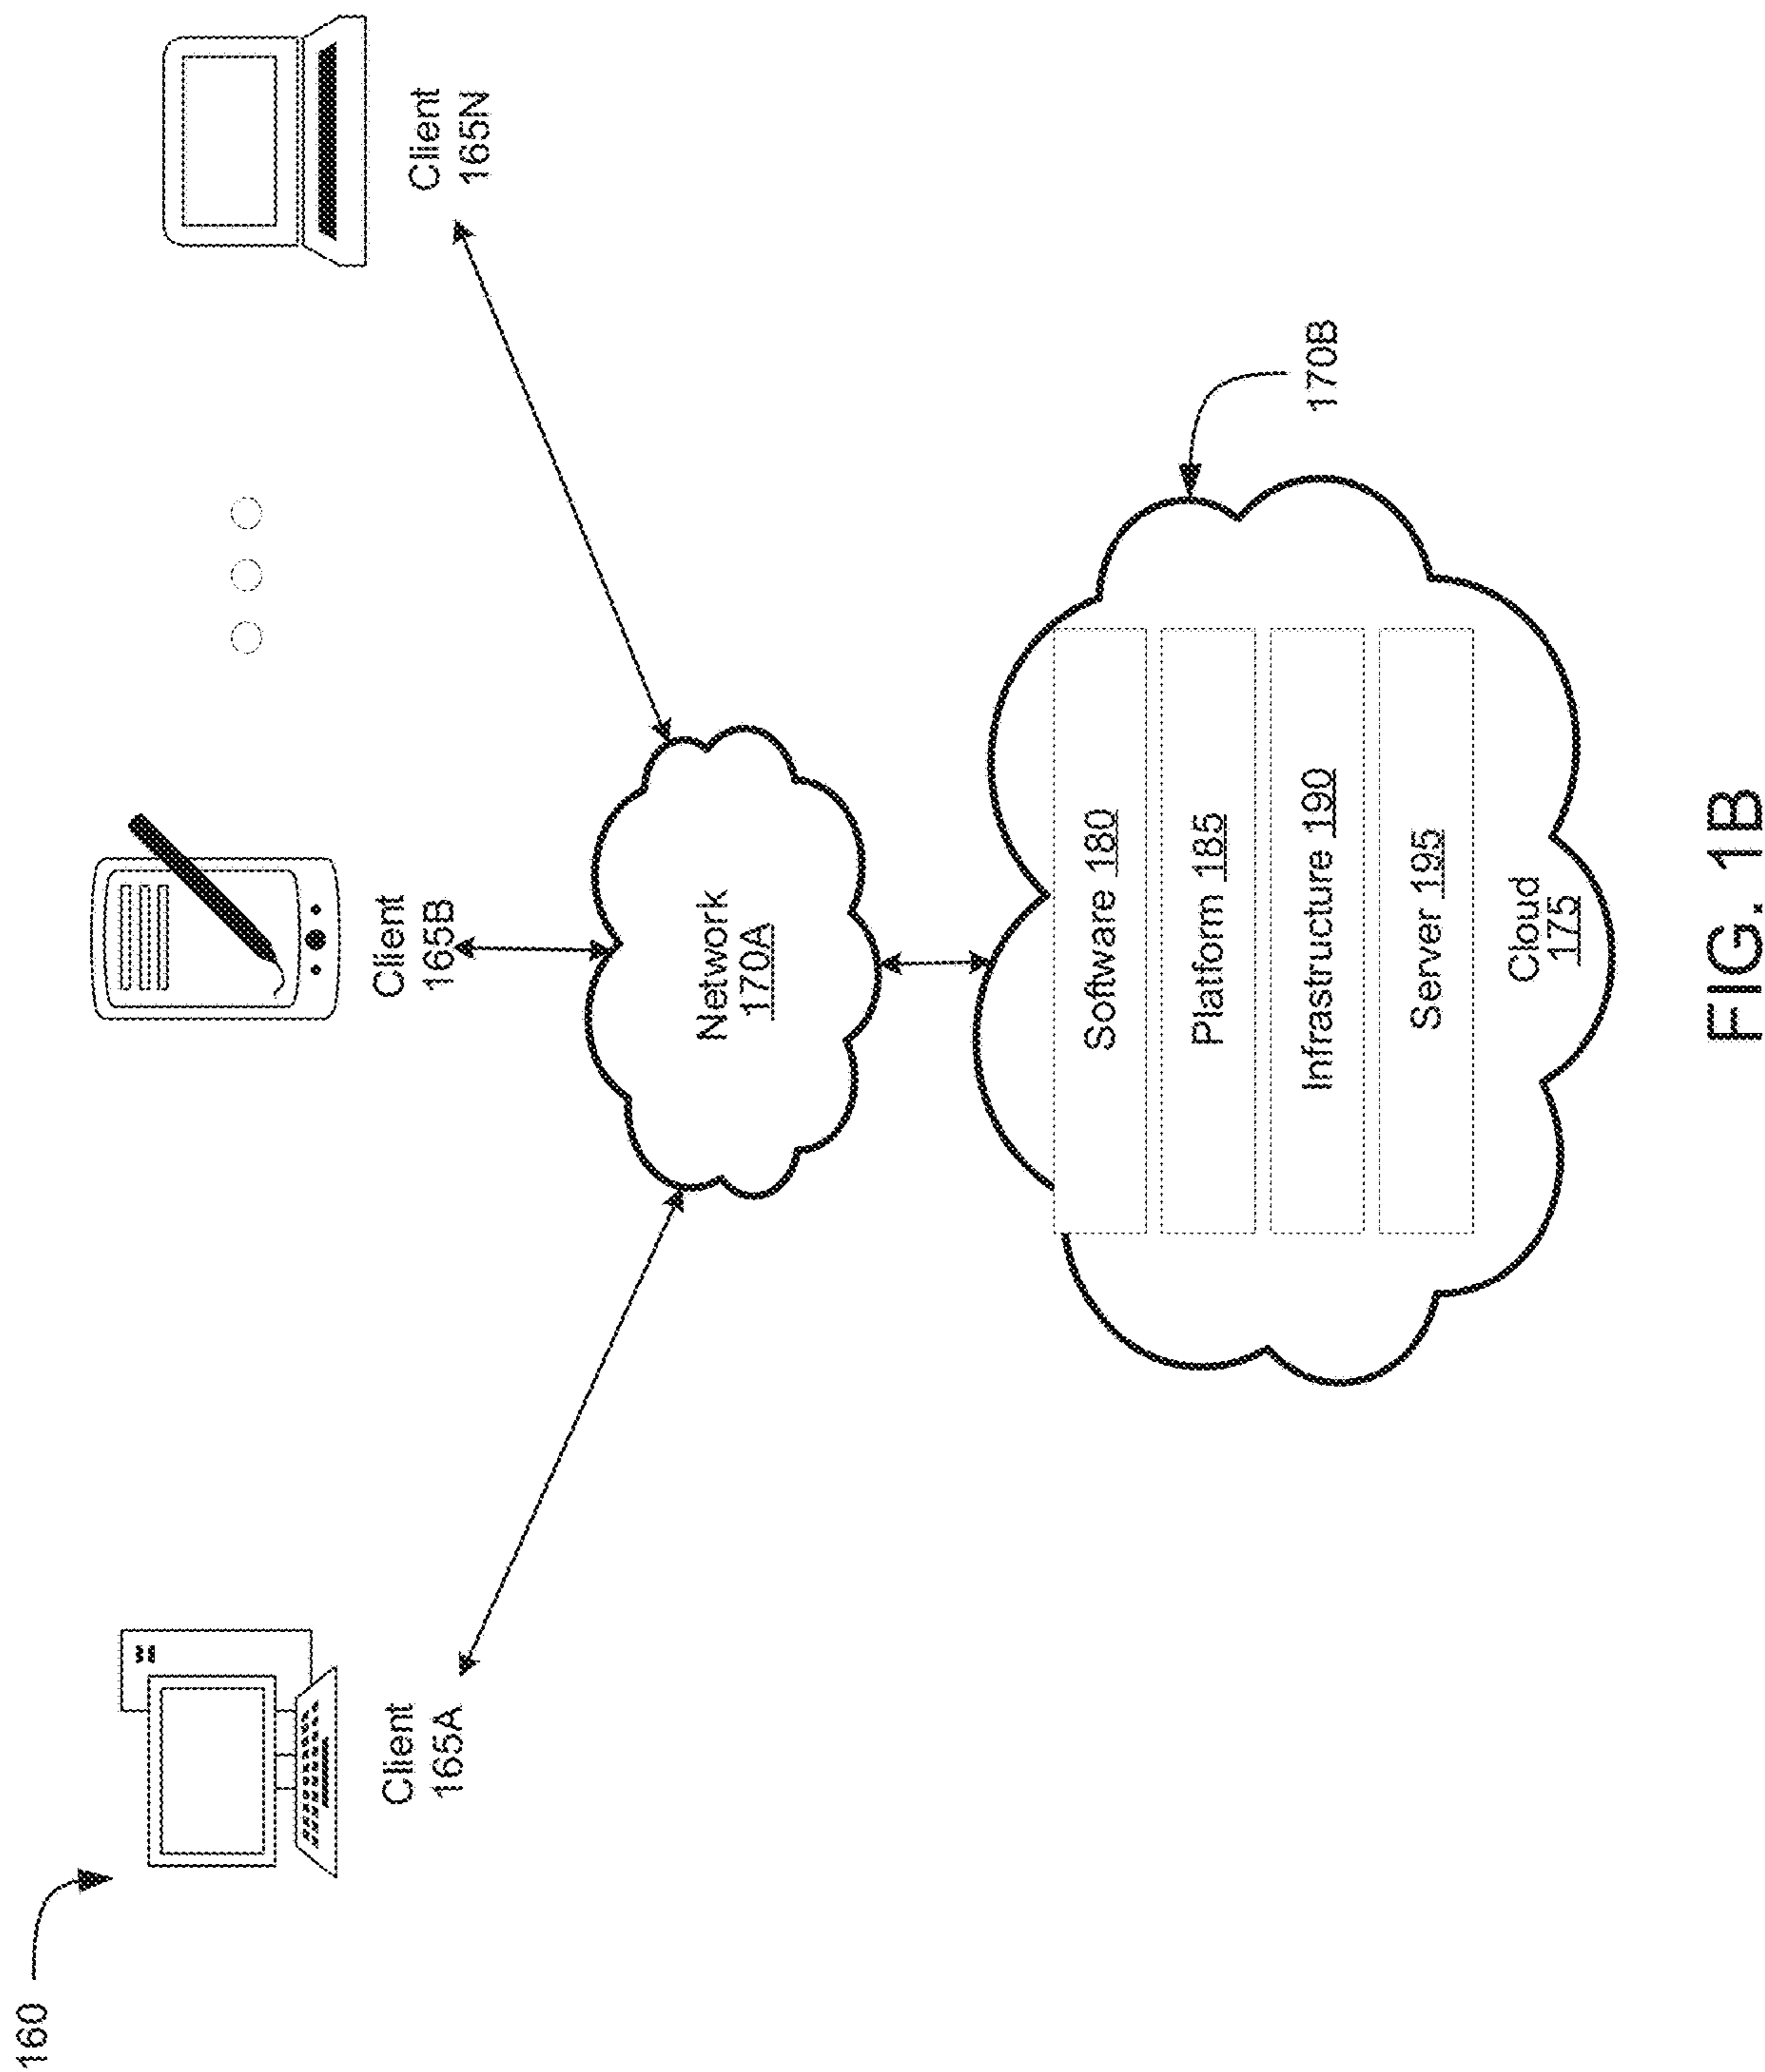 160
Client
165A
Client
165B
Client
165N
Network
170A
170B
Software 180
Platform 185
Infrastructure 190
Server 195
Cloud
175
FIG. 1B